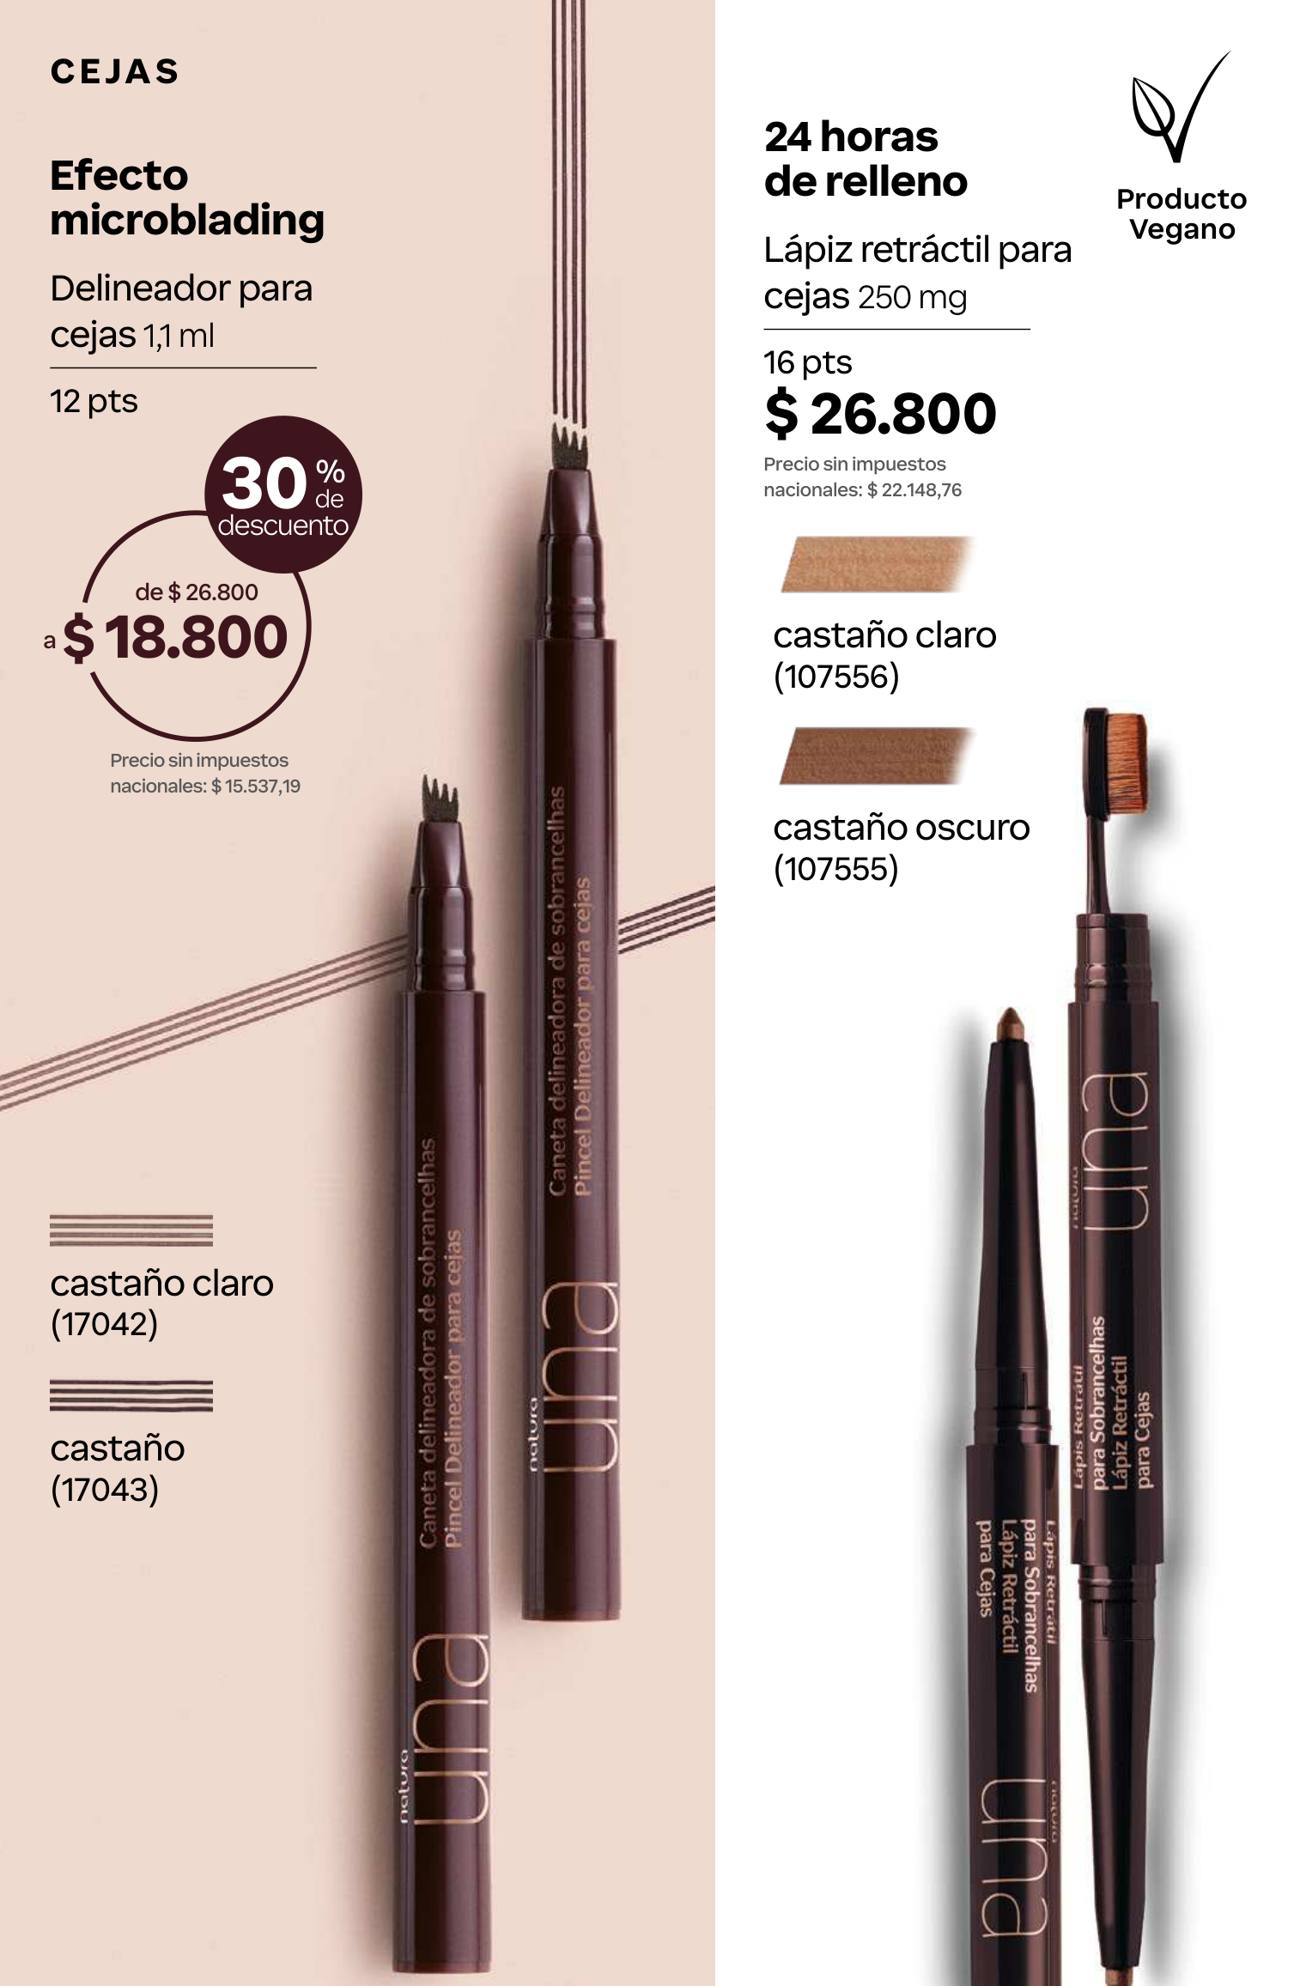 CEJAS
Efecto
microblading
Delineador para
cejas 1,1 ml
12 pts
30 %
de
descuento
de $ 26.800
a $ 18.800
Precio sin impuestos
nacionales: $ 15.537,19
castaño claro
(17042)
castaño
(17043)
Caneta delineadora de sobrancelhas
Pincel Delineador para cejas
natura
una
Caneta delineadora de sobrancelhas
Pincel Delineador para cejas
natura
una
24 horas
de relleno
Lápiz retráctil para
cejas 250 mg
16 pts
$ 26.800
Precio sin impuestos
nacionales: $ 22.148,76
Producto
Vegano
castaño claro
(107556)
castaño oscuro
(107555)
natura
una
Lápis Retrátil
para Sobrancelhas
Lápiz Retráctil
para Cejas
Lápis Retrátil
para Sobrancelhas
Lápiz Retráctil
para Cejas
natura
una